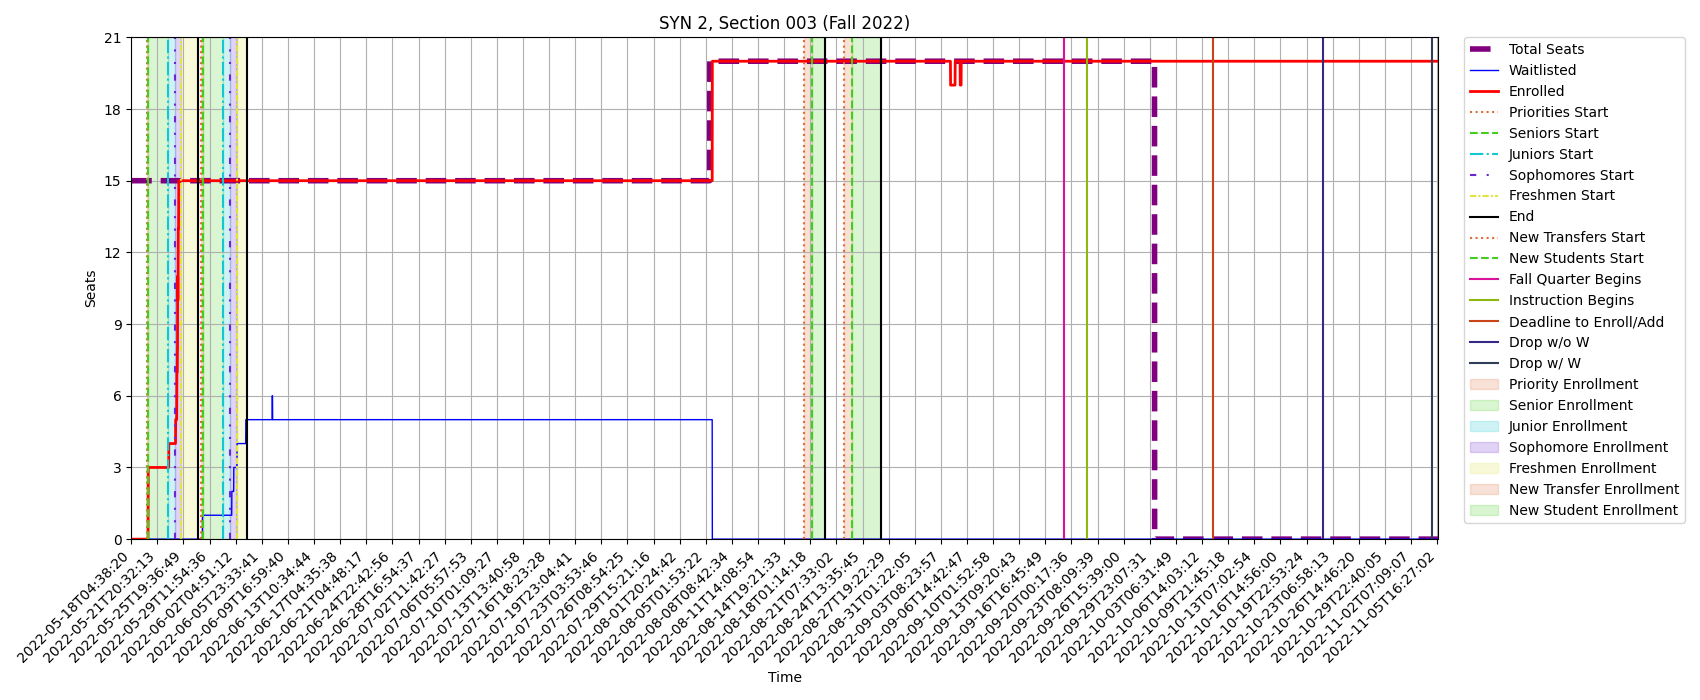 SYN 2, Section 003 (Fall 2022)
21
18
15
12
9
6
3
0
Seats
2022-05-18T04:38:20
2022-05-21T20:32:13
2022-05-25T19:36:49
2022-05-29T11:54:36
2022-06-02T04:51:12
2022-06-05T23:33:41
2022-06-09T16:59:40
2022-06-13T10:34:44
2022-06-17T04:35:38
2022-06-21T04:48:17
2022-06-24T22:42:56
2022-06-28T16:54:37
2022-07-02T11:42:27
2022-07-06T05:57:53
2022-07-10T01:09:27
2022-07-13T13:40:58
2022-07-16T18:23:28
2022-07-19T23:04:41
2022-07-23T03:53:46
2022-07-26T08:54:25
2022-07-29T15:21:16
2022-08-01T20:24:42
2022-08-05T01:53:22
2022-08-08T08:42:34
2022-08-11T14:08:54
2022-08-14T19:21:33
2022-08-18T01:14:18
2022-08-21T07:33:02
2022-08-24T13:35:45
2022-08-27T19:22:29
2022-08-31T01:22:05
2022-09-03T08:23:57
2022-09-06T14:42:47
2022-09-10T01:52:58
2022-09-13T09:20:43
2022-09-16T16:45:49
2022-09-20T00:17:36
2022-09-23T08:09:39
2022-09-26T15:39:00
2022-09-29T23:07:31
2022-10-03T06:31:49
2022-10-06T14:03:12
2022-10-09T21:45:18
2022-10-13T07:02:54
2022-10-16T14:56:00
2022-10-19T22:53:24
2022-10-23T06:58:13
2022-10-26T14:46:20
2022-10-29T22:40:05
2022-11-02T07:09:07
2022-11-05T16:27:02
Time
Total Seats
Waitlisted
Enrolled
Priorities Start
Seniors Start
Juniors Start
Sophomores Start
Freshmen Start
End
New Transfers Start
New Students Start
Fall Quarter Begins
Instruction Begins
Deadline to Enroll/Add
Drop w/o W
Drop w/ W
Priority Enrollment
Senior Enrollment
Junior Enrollment
Sophomore Enrollment
Freshmen Enrollment
New Transfer Enrollment
New Student Enrollment